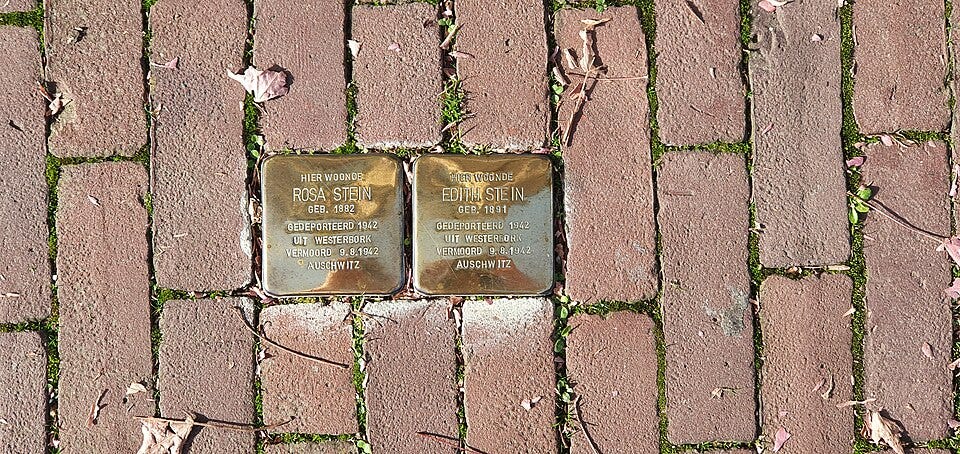 HIER WOONDE
ROSA STEIN
GEB. 1882
GEDEPORTEERD 1942
UIT WESTERBORK
VERMOORD 9.8.1942
AUSCHWITZ
HIER WOONDE
EDITH STEIN
GEB. 1891
GEDEPORTEERD 1942
UIT WESTERBORK
VERMOORD 9.8.1942
AUSCHWITZ